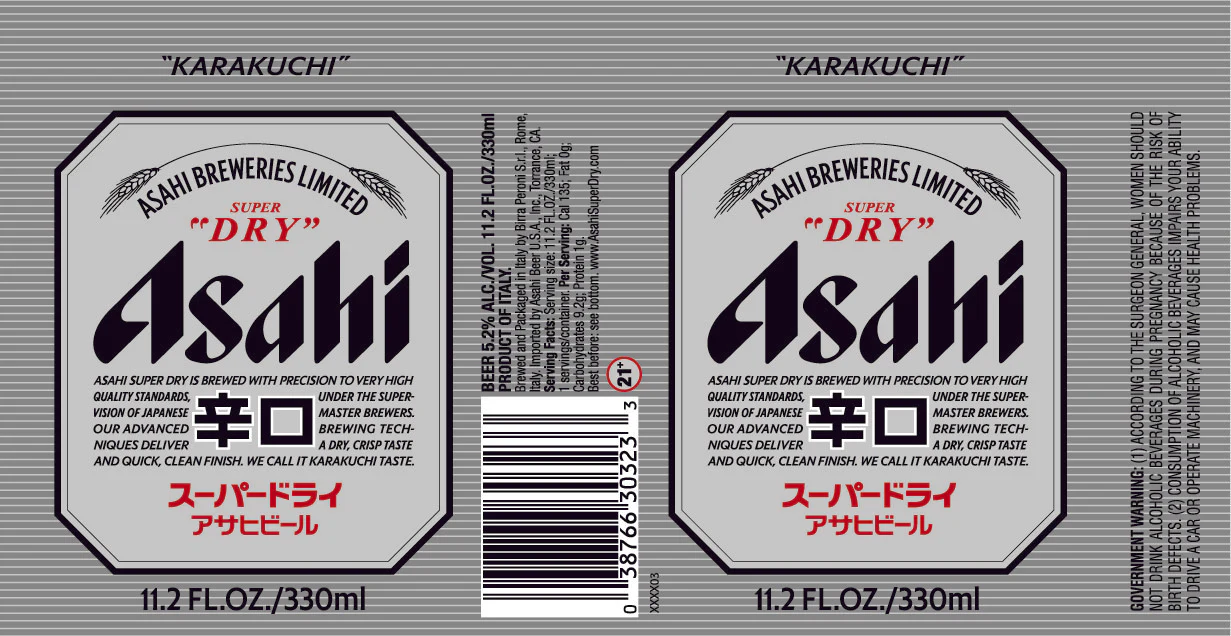 "KARAKUCHI"
ASAHI BREWERIES LIMITED
SUPER
"DRY"
Asahi
ASAHI SUPER DRY IS BREWED WITH PRECISION TO VERY HIGH
QUALITY STANDARDS, UNDER THE SUPER-
VISION OF JAPANESE MASTER BREWERS.
辛口
OUR ADVANCED BREWING TECH-
NIQUES DELIVER A DRY, CRISP TASTE
AND QUICK, CLEAN FINISH. WE CALL IT KARAKUCHI TASTE.
スーパードライ
アサヒビール
11.2 FL.OZ./330ml
BEER 5.2% ALC./VOL. 11.2 FL.OZ./330ml
PRODUCT OF ITALY.
Brewed and Packaged in Italy by Birra Peroni S.r.l., Rome,
Italy. Imported by Asahi Beer U.S.A., Inc., Torrance, CA.
Serving Facts: Serving size: 11.2 FL.OZ./330ml;
1 servings/container. Per Serving: Cal 135; Fat 0g;
Carbohydrates 9.2g; Protein 1g.
Best before: see bottom. www.AsahiSuperDry.com
21+
0 38766 30323 3
XXXX03
"KARAKUCHI"
ASAHI BREWERIES LIMITED
SUPER
"DRY"
Asahi
ASAHI SUPER DRY IS BREWED WITH PRECISION TO VERY HIGH
QUALITY STANDARDS, UNDER THE SUPER-
VISION OF JAPANESE MASTER BREWERS.
辛口
OUR ADVANCED BREWING TECH-
NIQUES DELIVER A DRY, CRISP TASTE
AND QUICK, CLEAN FINISH. WE CALL IT KARAKUCHI TASTE.
スーパードライ
アサヒビール
11.2 FL.OZ./330ml
GOVERNMENT WARNING: (1) ACCORDING TO THE SURGEON GENERAL, WOMEN SHOULD
NOT DRINK ALCOHOLIC BEVERAGES DURING PREGNANCY BECAUSE OF THE RISK OF
BIRTH DEFECTS. (2) CONSUMPTION OF ALCOHOLIC BEVERAGES IMPAIRS YOUR ABILITY
TO DRIVE A CAR OR OPERATE MACHINERY, AND MAY CAUSE HEALTH PROBLEMS.